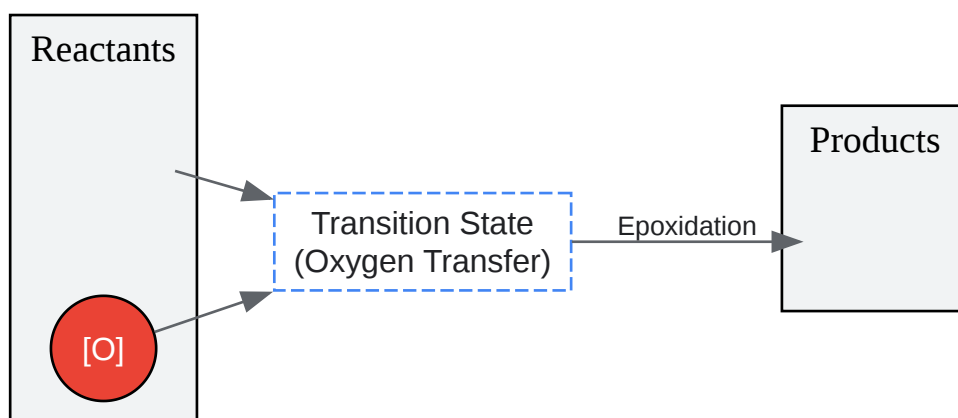 Reactants
Products
Transition State
(Oxygen Transfer)
Epoxidation
[O]